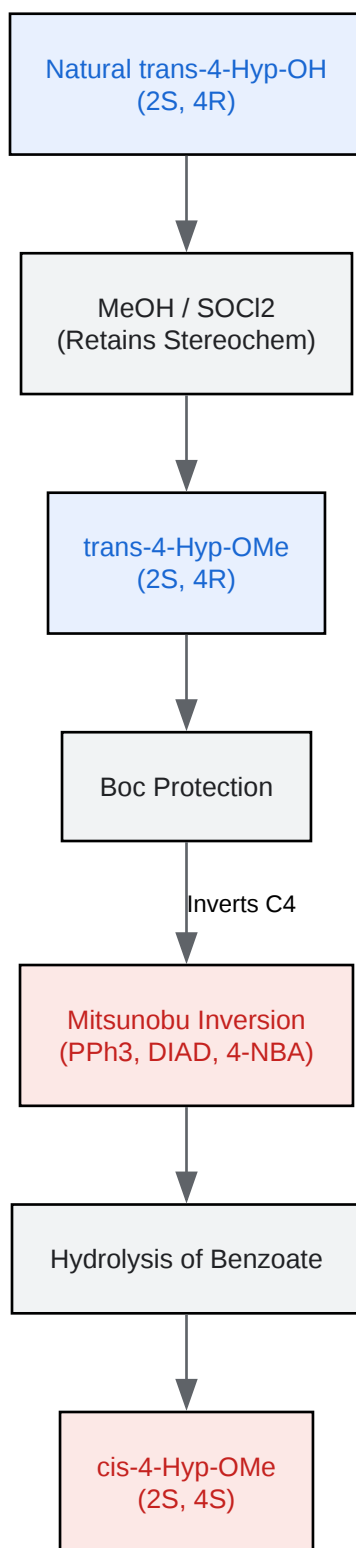 Natural trans-4-Hyp-OH
(2S, 4R)
MeOH / SOCl2
(Retains Stereochem)
trans-4-Hyp-OMe
(2S, 4R)
Boc Protection
Inverts C4
Mitsunobu Inversion
(PPh3, DIAD, 4-NBA)
Hydrolysis of Benzoate
cis-4-Hyp-OMe
(2S, 4S)